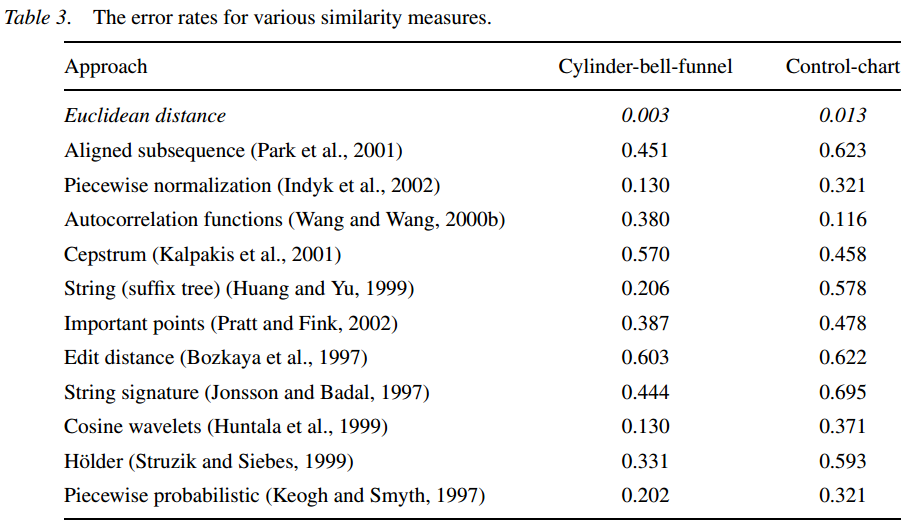 Table 3. The error rates for various similarity measures.
Approach Cylinder-bell-funnel Control-chart
Euclidean distance 0.003 0.013
Aligned subsequence (Park et al., 2001) 0.451 0.623
Piecewise normalization (Indyk et al., 2002) 0.130 0.321
Autocorrelation functions (Wang and Wang, 2000b) 0.380 0.116
Cepstrum (Kalpakis et al., 2001) 0.570 0.458
String (suffix tree) (Huang and Yu, 1999) 0.206 0.578
Important points (Pratt and Fink, 2002) 0.387 0.478
Edit distance (Bozkaya et al., 1997) 0.603 0.622
String signature (Jonsson and Badal, 1997) 0.444 0.695
Cosine wavelets (Huntala et al., 1999) 0.130 0.371
Hölder (Struzik and Siebes, 1999) 0.331 0.593
Piecewise probabilistic (Keogh and Smyth, 1997) 0.202 0.321